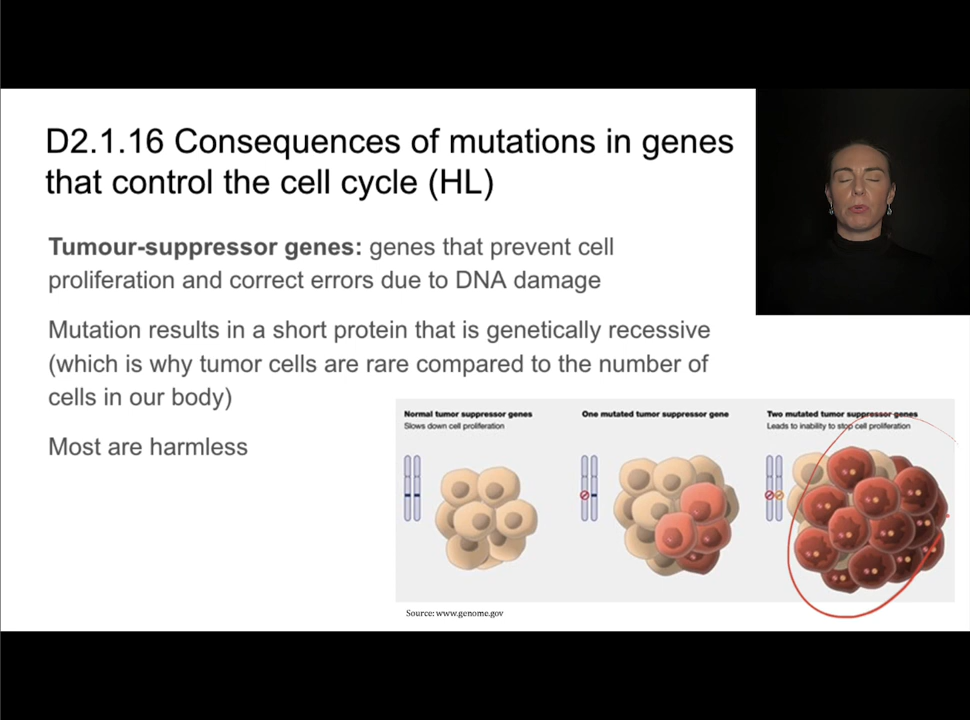 D2.1.16 Consequences of mutations in genes
that control the cell cycle (HL)
Tumour-suppressor genes: genes that prevent cell
proliferation and correct errors due to DNA damage
Mutation results in a short protein that is genetically recessive
(which is why tumor cells are rare compared to the number of
cells in our body)
Most are harmless
Normal tumor suppressor genes
Slows down cell proliferation
One mutated tumor suppressor gene
Two mutated tumor suppressor genes
Leads to inability to stop cell proliferation
Source: www.genome.gov